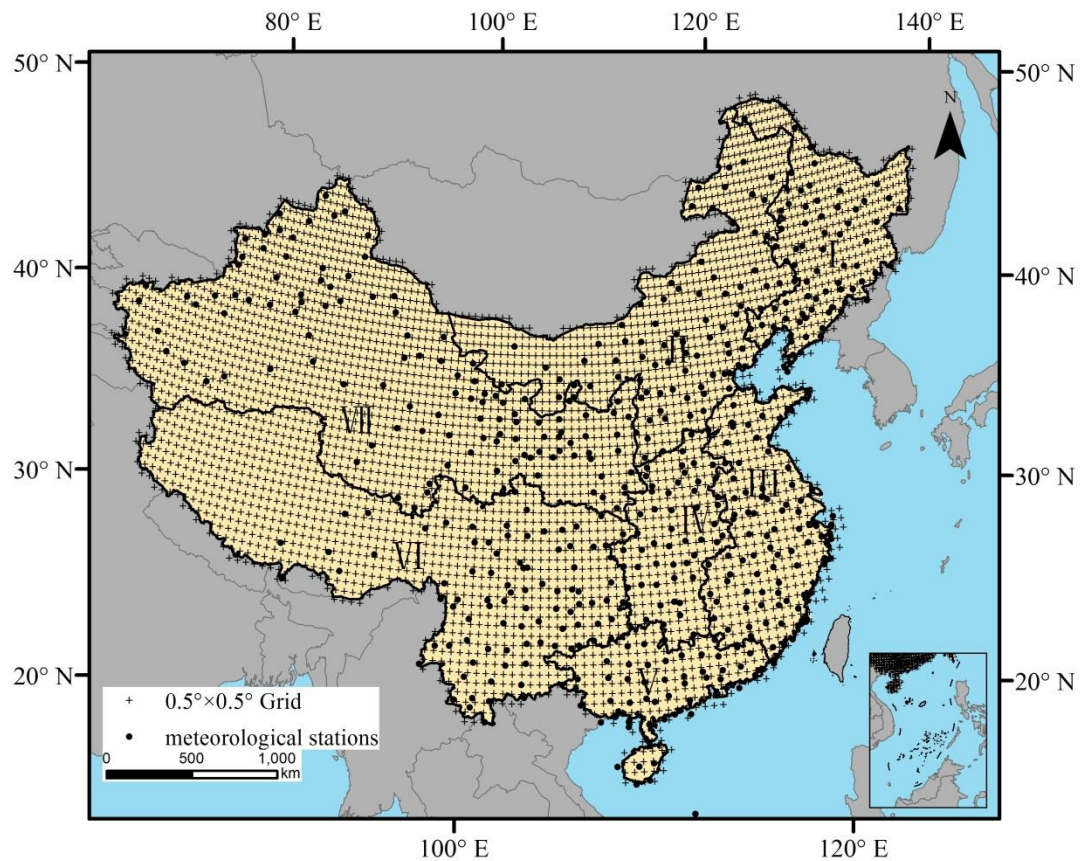 80° E 100° E 120° E 140° E
50° N 50° N
N
I
40° N 40° N
II
VII
30° N III 30° N
IV
VI
20° N V 20° N
0.5°×0.5° Grid
meteorological stations
0 500 1,000
km
100° E 120° E